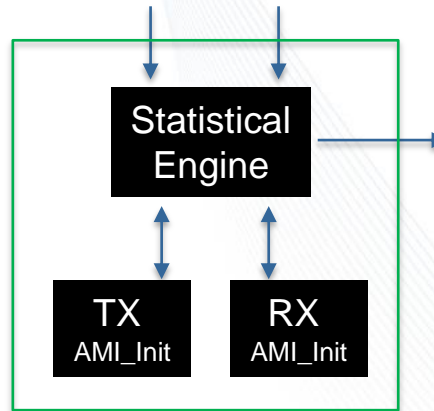 Statistical
Engine
TX
AMI_Init
RX
AMI_Init